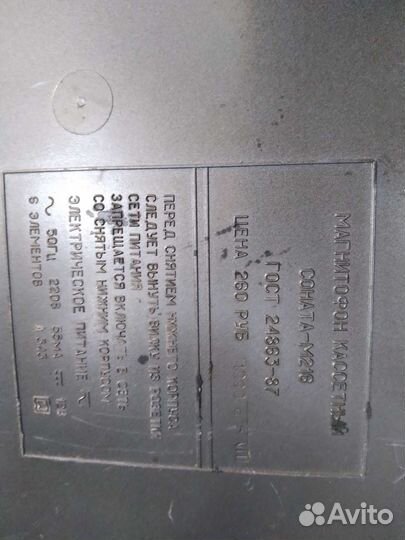 МАГНИТОФОН КАССЕТНЫЙ
СОНАТА-М216
ГОСТ 24863-87
ЦЕНА 260 РУБ
ПЕРЕД СНЯТИЕМ НИЖНЕГО КОРПУСА
СЛЕДУЕТ ВЫНУТЬ ВИЛКУ ИЗ РОЗЕТКИ
СЕТИ ПИТАНИЯ
ЗАПРЕЩАЕТСЯ ВКЛЮЧАТЬ В СЕТЬ
СО СНЯТЫМ НИЖНИМ КОРПУСОМ
ЭЛЕКТРИЧЕСКОЕ ПИТАНИЕ
~ 50ГЦ 220В
6 ЭЛЕМЕНТОВ А 343
Avito